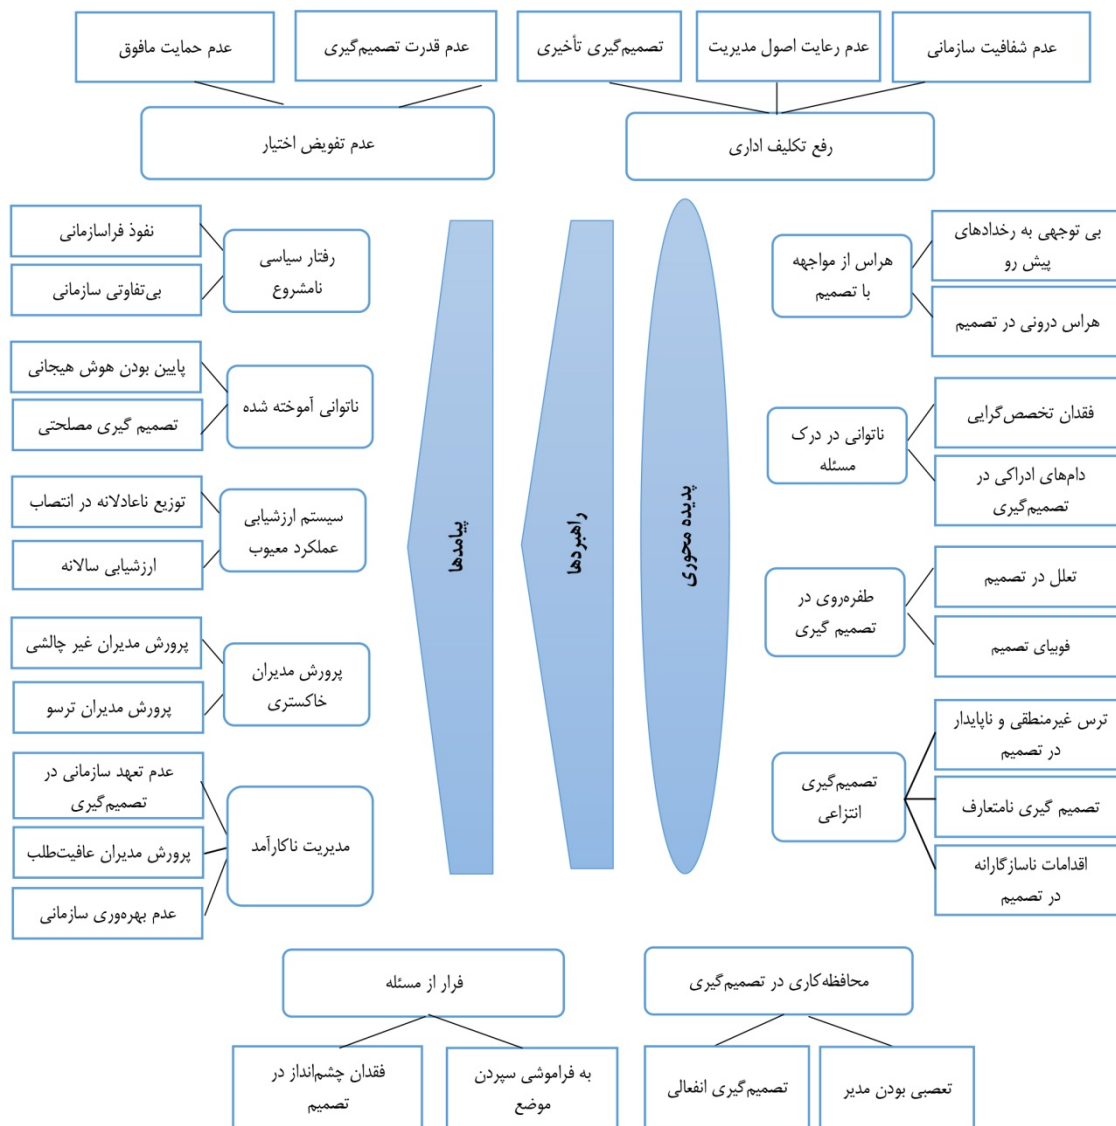 عدم شفافیت سازمانی
عدم رعایت اصول مدیریت
تصمیم‌گیری تأخیری
عدم قدرت تصمیم‌گیری
عدم حمایت مافوق
رفع تکلیف اداری
عدم تفویض اختیار
بی توجهی به رخدادهای
پیش رو
هراس درونی در تصمیم
هراس از مواجهه
با تصمیم
فقدان تخصص‌گرایی
دام‌های ادراکی در
تصمیم‌گیری
ناتوانی در درک
مسئله
تعلل در تصمیم
فوبیای تصمیم
طفره‌روی در
تصمیم گیری
ترس غیرمنطقی و ناپایدار
در تصمیم
تصمیم گیری نامتعارف
اقدامات ناسازگارانه
در تصمیم
تصمیم‌گیری
انتزاعی
پدیده محوری
راهبردها
پیامدها
رفتار سیاسی
نامشروع
نفوذ فراسازمانی
بی‌تفاوتی سازمانی
ناتوانی آموخته شده
پایین بودن هوش هیجانی
تصمیم گیری مصلحتی
سیستم ارزشیابی
عملکرد معیوب
توزیع ناعادلانه در انتصاب
ارزشیابی سالانه
پرورش مدیران
خاکستری
پرورش مدیران غیر چالشی
پرورش مدیران ترسو
مدیریت ناکارآمد
عدم تعهد سازمانی در
تصمیم‌گیری
پرورش مدیران عافیت‌طلب
عدم بهره‌وری سازمانی
محافظه‌کاری در تصمیم‌گیری
فرار از مسئله
تعصبی بودن مدیر
تصمیم‌گیری انفعالی
به فراموشی سپردن
موضع
فقدان چشم‌انداز در
تصمیم